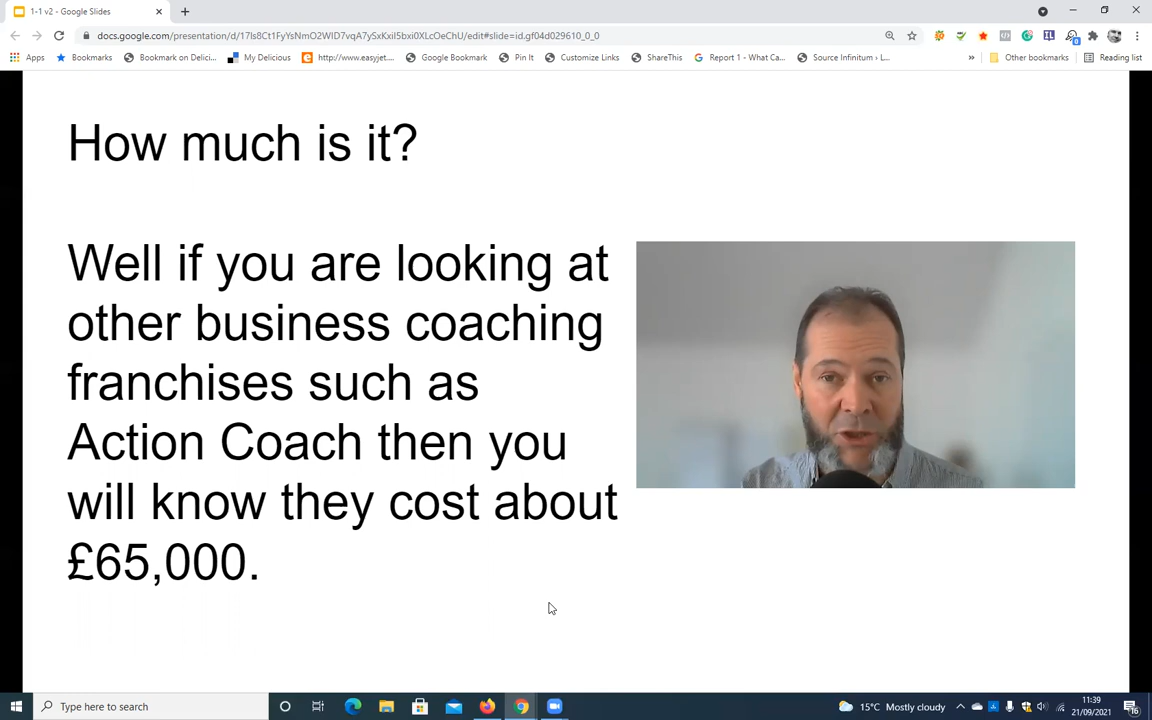 1-1 v2 - Google Slides
docs.google.com/presentation/d/17Is8Ct1FyYsNmO2WID7vqA7ySxKxiI5bxi0XLcOeChU/edit#slide=id.gf04d029610_0_0
Apps Bookmarks Bookmark on Delici... My Delicious http://www.easyjet.... Google Bookmark Pin It Customize Links ShareThis Report 1 - What Ca... Source Infinitum › L... » Other bookmarks Reading list
How much is it?
Well if you are looking at
other business coaching
franchises such as
Action Coach then you
will know they cost about
£65,000.
Type here to search
15°C Mostly cloudy
11:39
21/09/2021
16